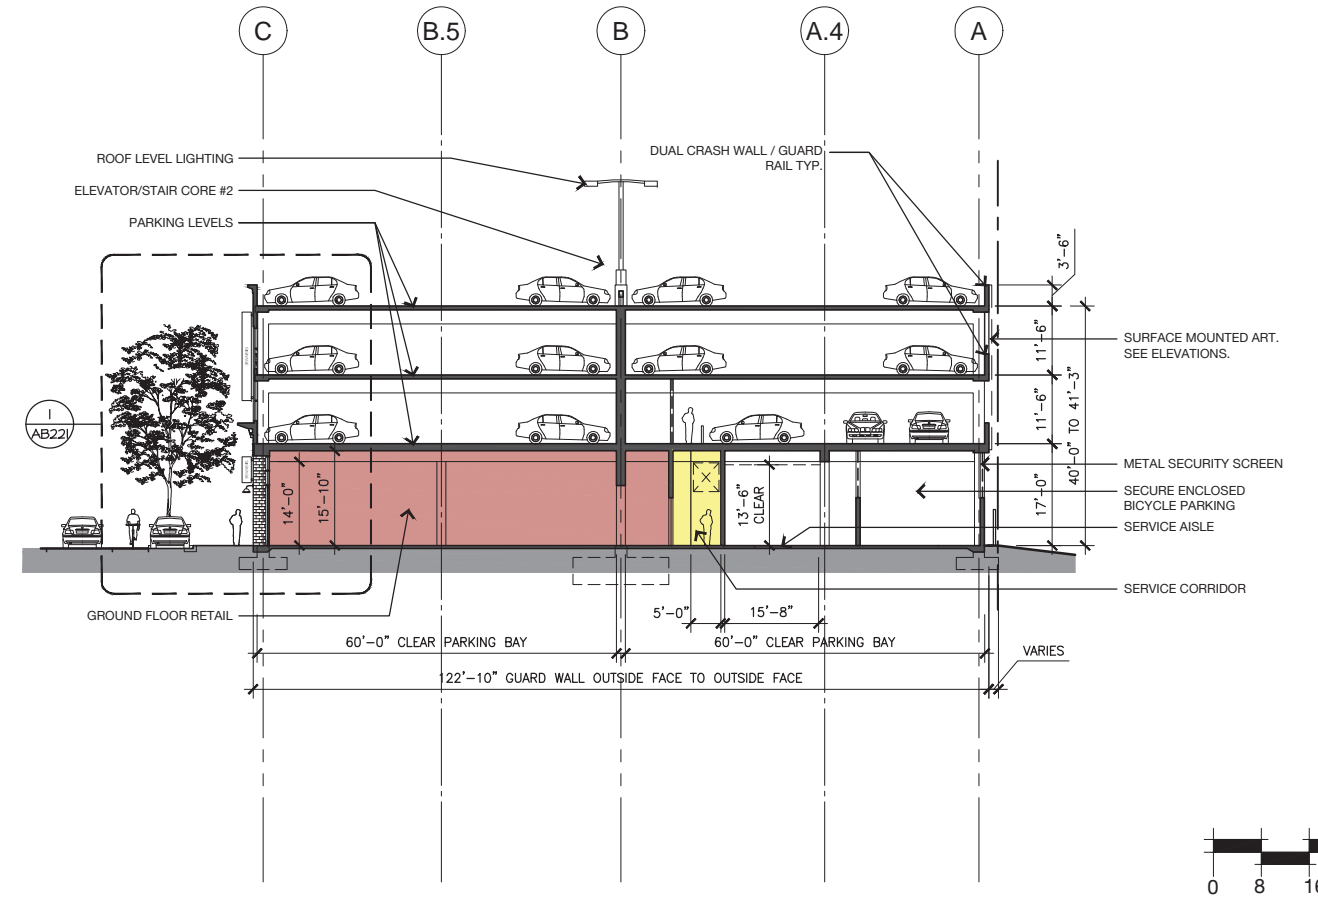 C
B.5
B
A.4
A
ROOF LEVEL LIGHTING
ELEVATOR/STAIR CORE #2
PARKING LEVELS
DUAL CRASH WALL / GUARD
RAIL TYP.
3'-6"
11'-6"
11'-6"
40'-0" TO 41'-3"
17'-0"
SURFACE MOUNTED ART.
SEE ELEVATIONS.
1
AB221
METAL SECURITY SCREEN
SECURE ENCLOSED
BICYCLE PARKING
SERVICE AISLE
SERVICE CORRIDOR
14'-0"
15'-10"
13'-6"
CLEAR
GROUND FLOOR RETAIL
5'-0"
15'-8"
60'-0" CLEAR PARKING BAY
60'-0" CLEAR PARKING BAY
VARIES
122'-10" GUARD WALL OUTSIDE FACE TO OUTSIDE FACE
0 8 16